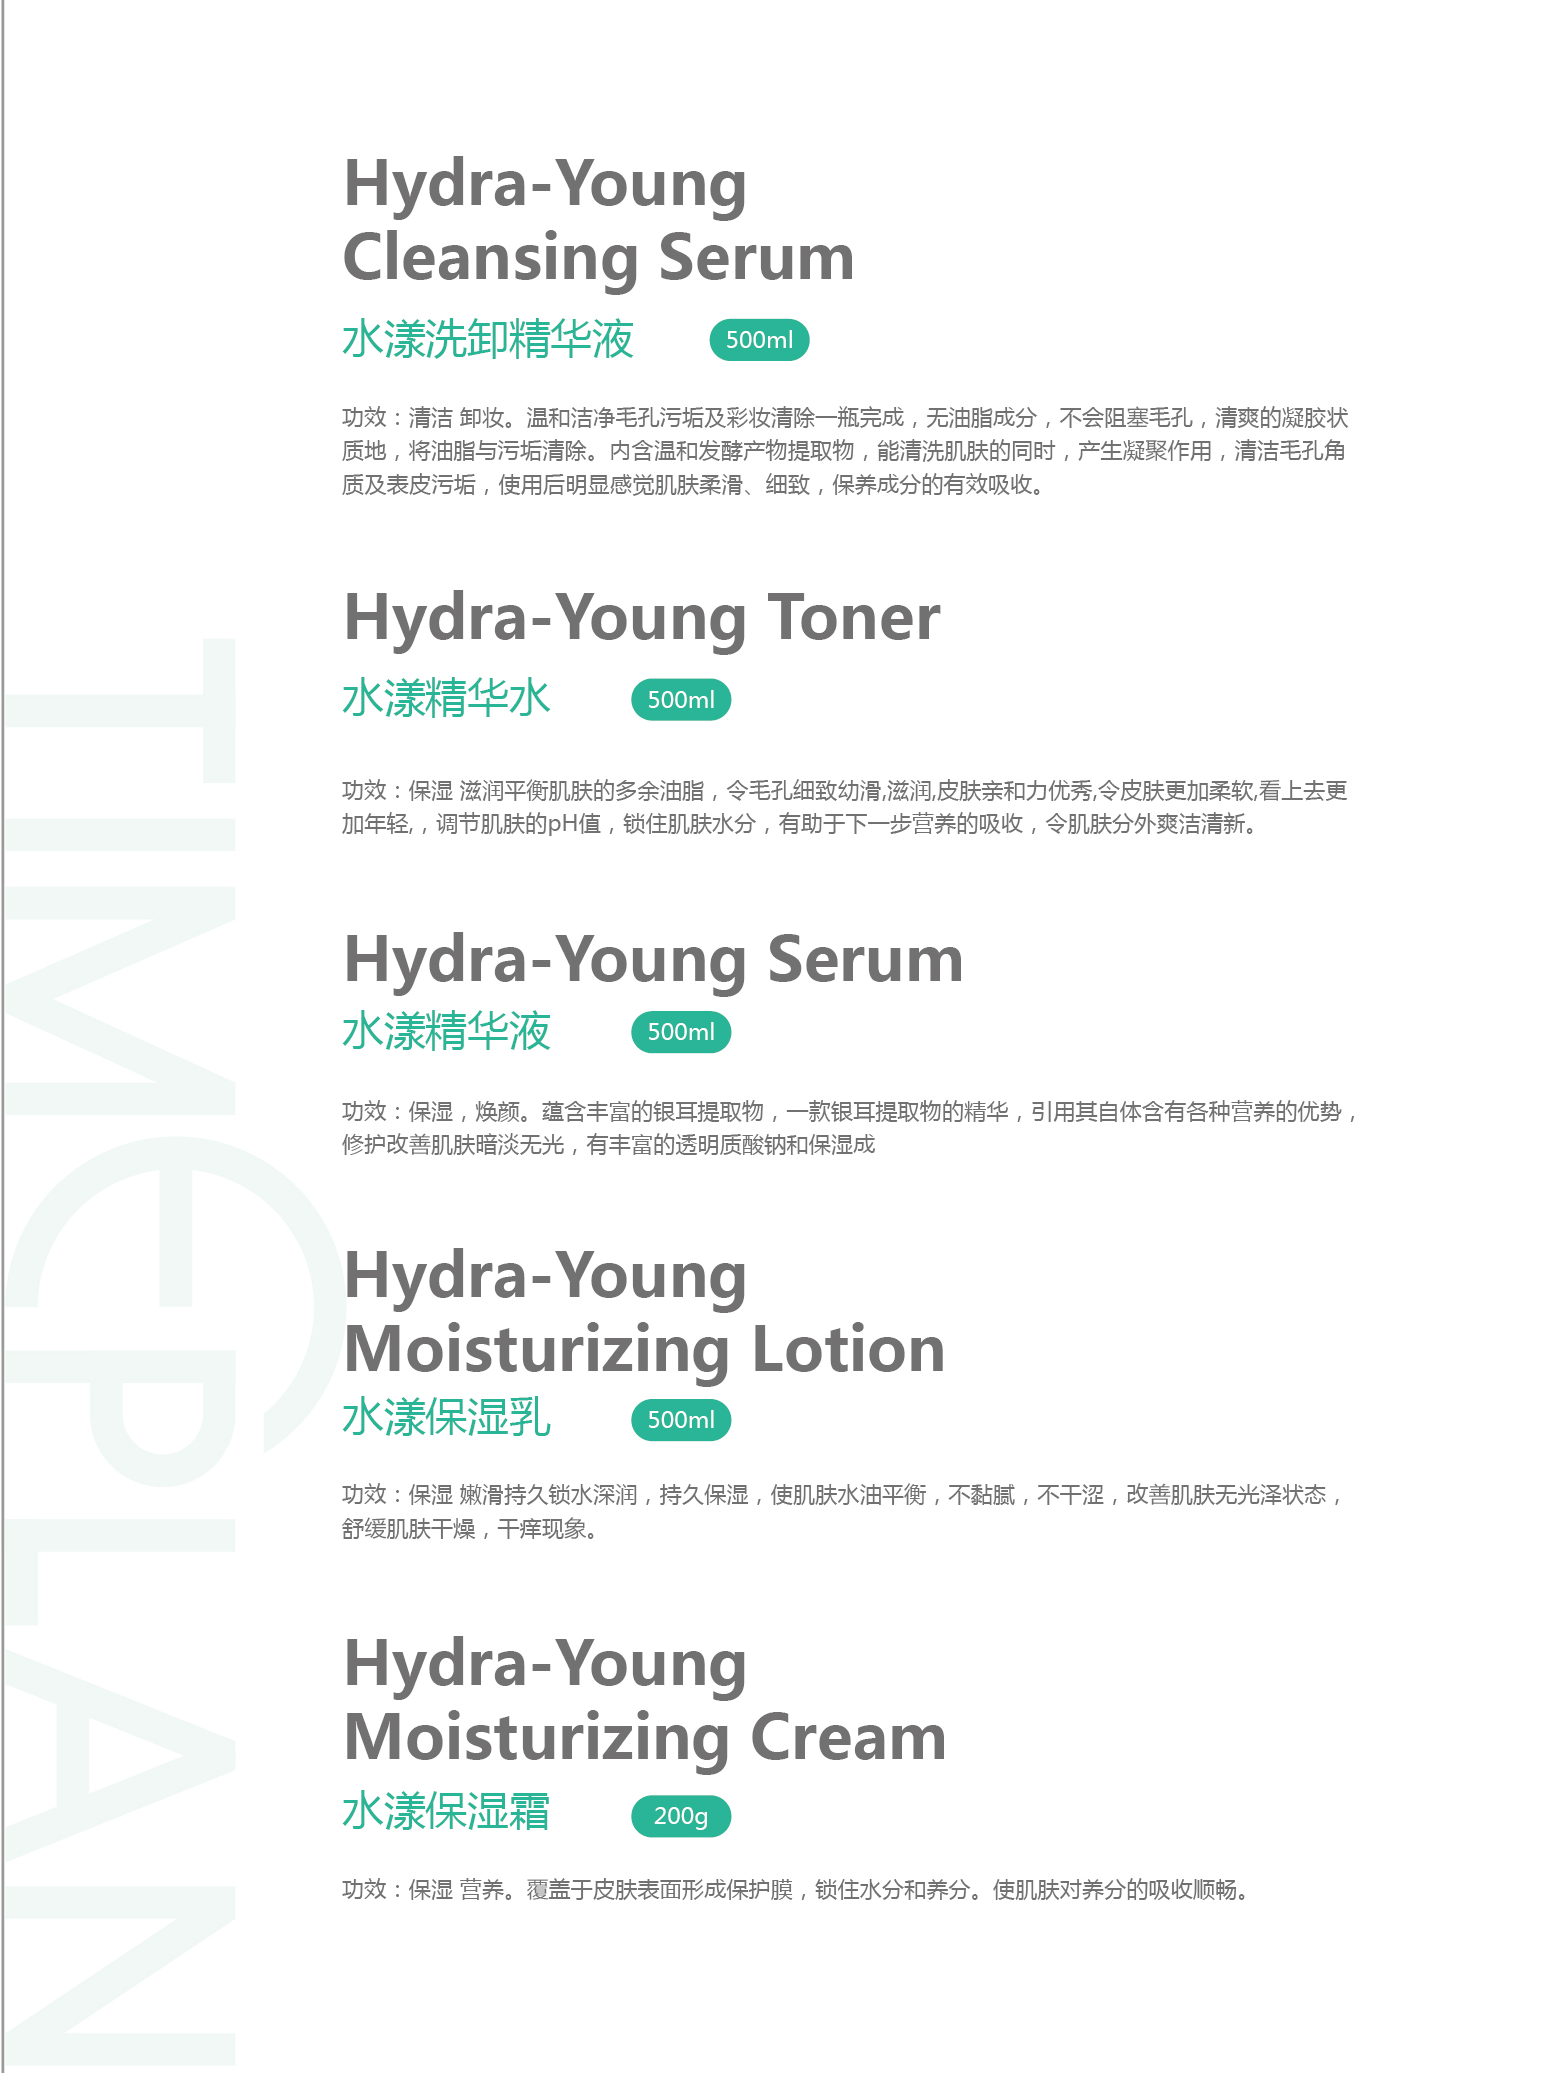 Hydra-Young
Cleansing Serum
水漾洗卸精华液 500ml
功效：清洁 卸妆。温和洁净毛孔污垢及彩妆清除一瓶完成，无油脂成分，不会阻塞毛孔，清爽的凝胶状
质地，将油脂与污垢清除。内含温和发酵产物提取物，能清洗肌肤的同时，产生凝聚作用，清洁毛孔角
质及表皮污垢，使用后明显感觉肌肤柔滑、细致，保养成分的有效吸收。
Hydra-Young Toner
水漾精华水 500ml
功效：保湿 滋润平衡肌肤的多余油脂，令毛孔细致幼滑,滋润,皮肤亲和力优秀,令皮肤更加柔软,看上去更
加年轻,，调节肌肤的pH值，锁住肌肤水分，有助于下一步营养的吸收，令肌肤分外爽洁清新。
Hydra-Young Serum
水漾精华液 500ml
功效：保湿，焕颜。蕴含丰富的银耳提取物，一款银耳提取物的精华，引用其自体含有各种营养的优势，
修护改善肌肤暗淡无光，有丰富的透明质酸钠和保湿成
Hydra-Young
Moisturizing Lotion
水漾保湿乳 500ml
功效：保湿 嫩滑持久锁水深润，持久保湿，使肌肤水油平衡，不黏腻，不干涩，改善肌肤无光泽状态，
舒缓肌肤干燥，干痒现象。
Hydra-Young
Moisturizing Cream
水漾保湿霜 200g
功效：保湿 营养。覆盖于皮肤表面形成保护膜，锁住水分和养分。使肌肤对养分的吸收顺畅。
TIMEPLAN